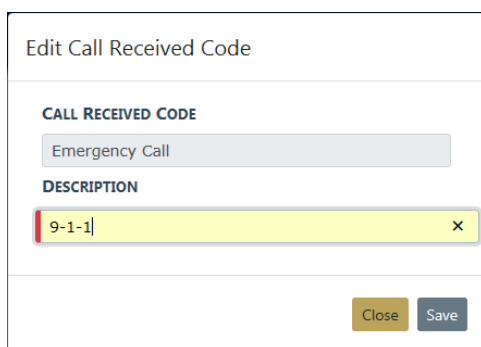 Edit Call Received Code
CALL RECEIVED CODE
Emergency Call
DESCRIPTION
9-1-1
Close Save